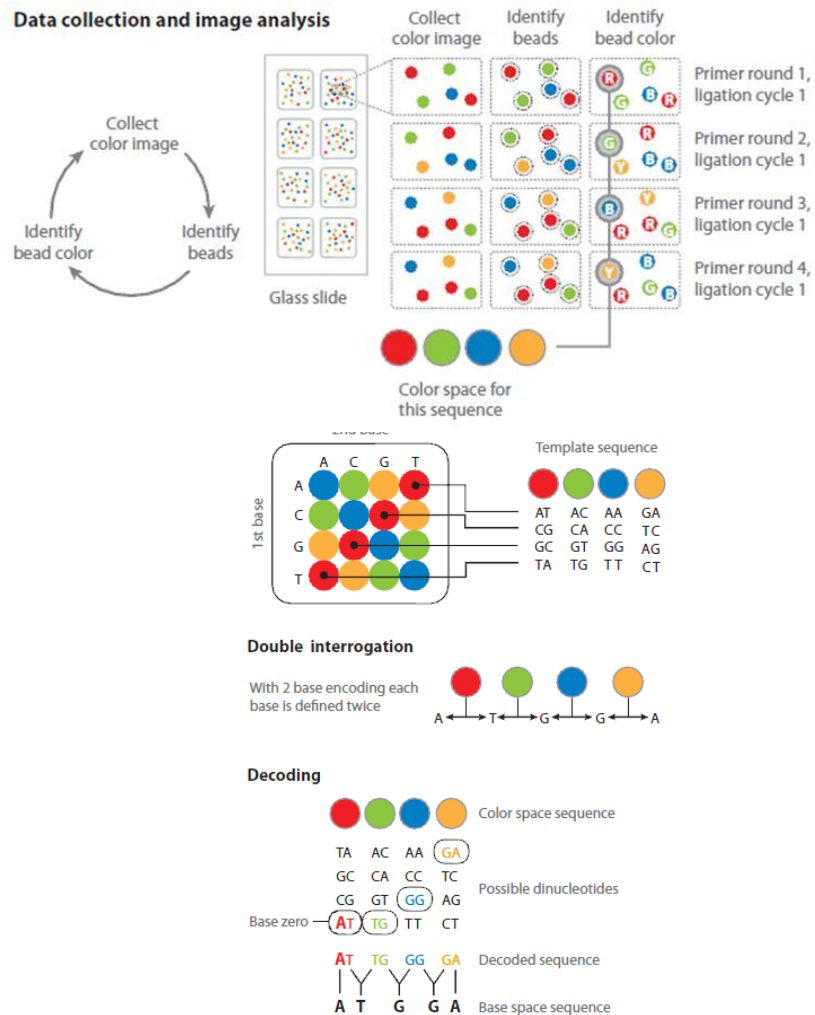 Data collection and image analysis
Collect
color image
Identify
beads
Identify
bead color
Collect
color image
Identify
beads
Identify
bead color
Glass slide
R G G B R
Primer round 1,
ligation cycle 1
G R Y B B
Primer round 2,
ligation cycle 1
B Y R R G
Primer round 3,
ligation cycle 1
Y B R G B
Primer round 4,
ligation cycle 1
Color space for
this sequence
A C G T
1st base
A
C
G
T
Template sequence
AT AC AA GA
CG CA CC TC
GC GT GG AG
TA TG TT CT
Double interrogation
With 2 base encoding each
base is defined twice
A T G G A
Decoding
Color space sequence
TA AC AA GA
GC CA CC TC
Possible dinucleotides
CG GT GG AG
Base zero AT TG TT CT
AT TG GG GA Decoded sequence
A T G G A Base space sequence